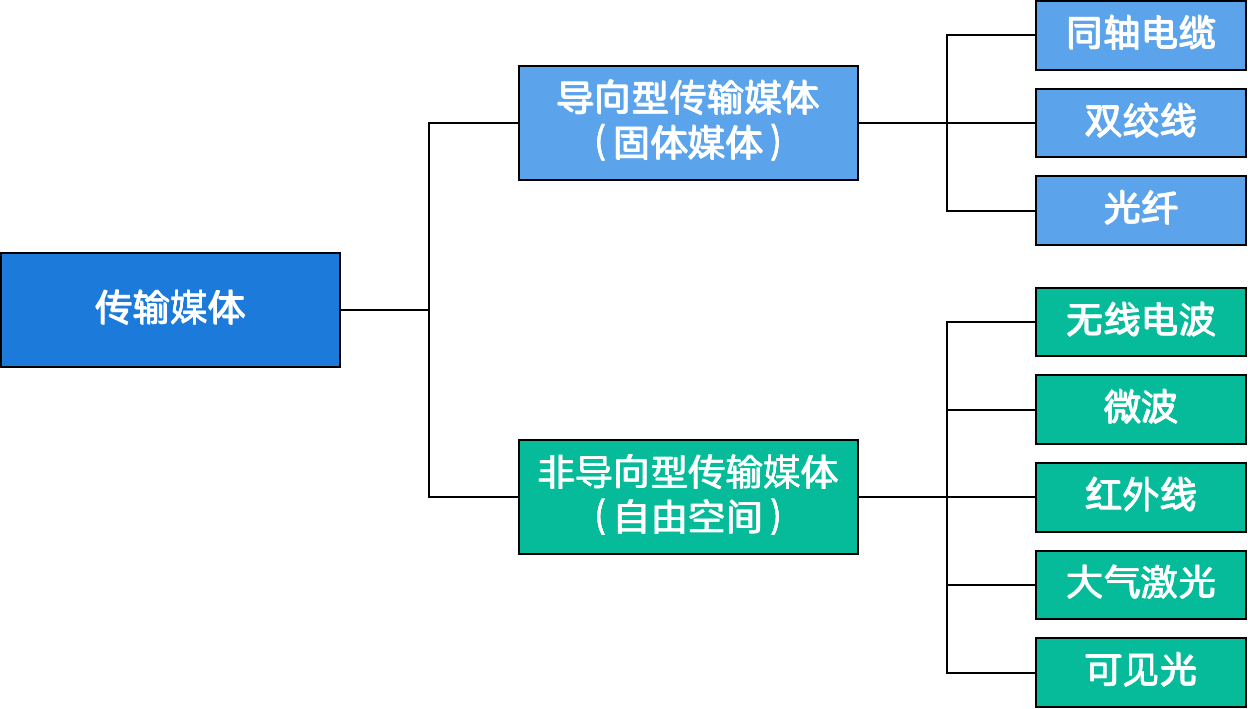 传输媒体
导向型传输媒体
（固体媒体）
同轴电缆
双绞线
光纤
非导向型传输媒体
（自由空间）
无线电波
微波
红外线
大气激光
可见光